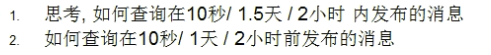 1. 思考, 如何查询在10秒/ 1.5天 / 2小时 内发布的消息
2. 如何查询在10秒/ 1天 / 2小时前发布的消息